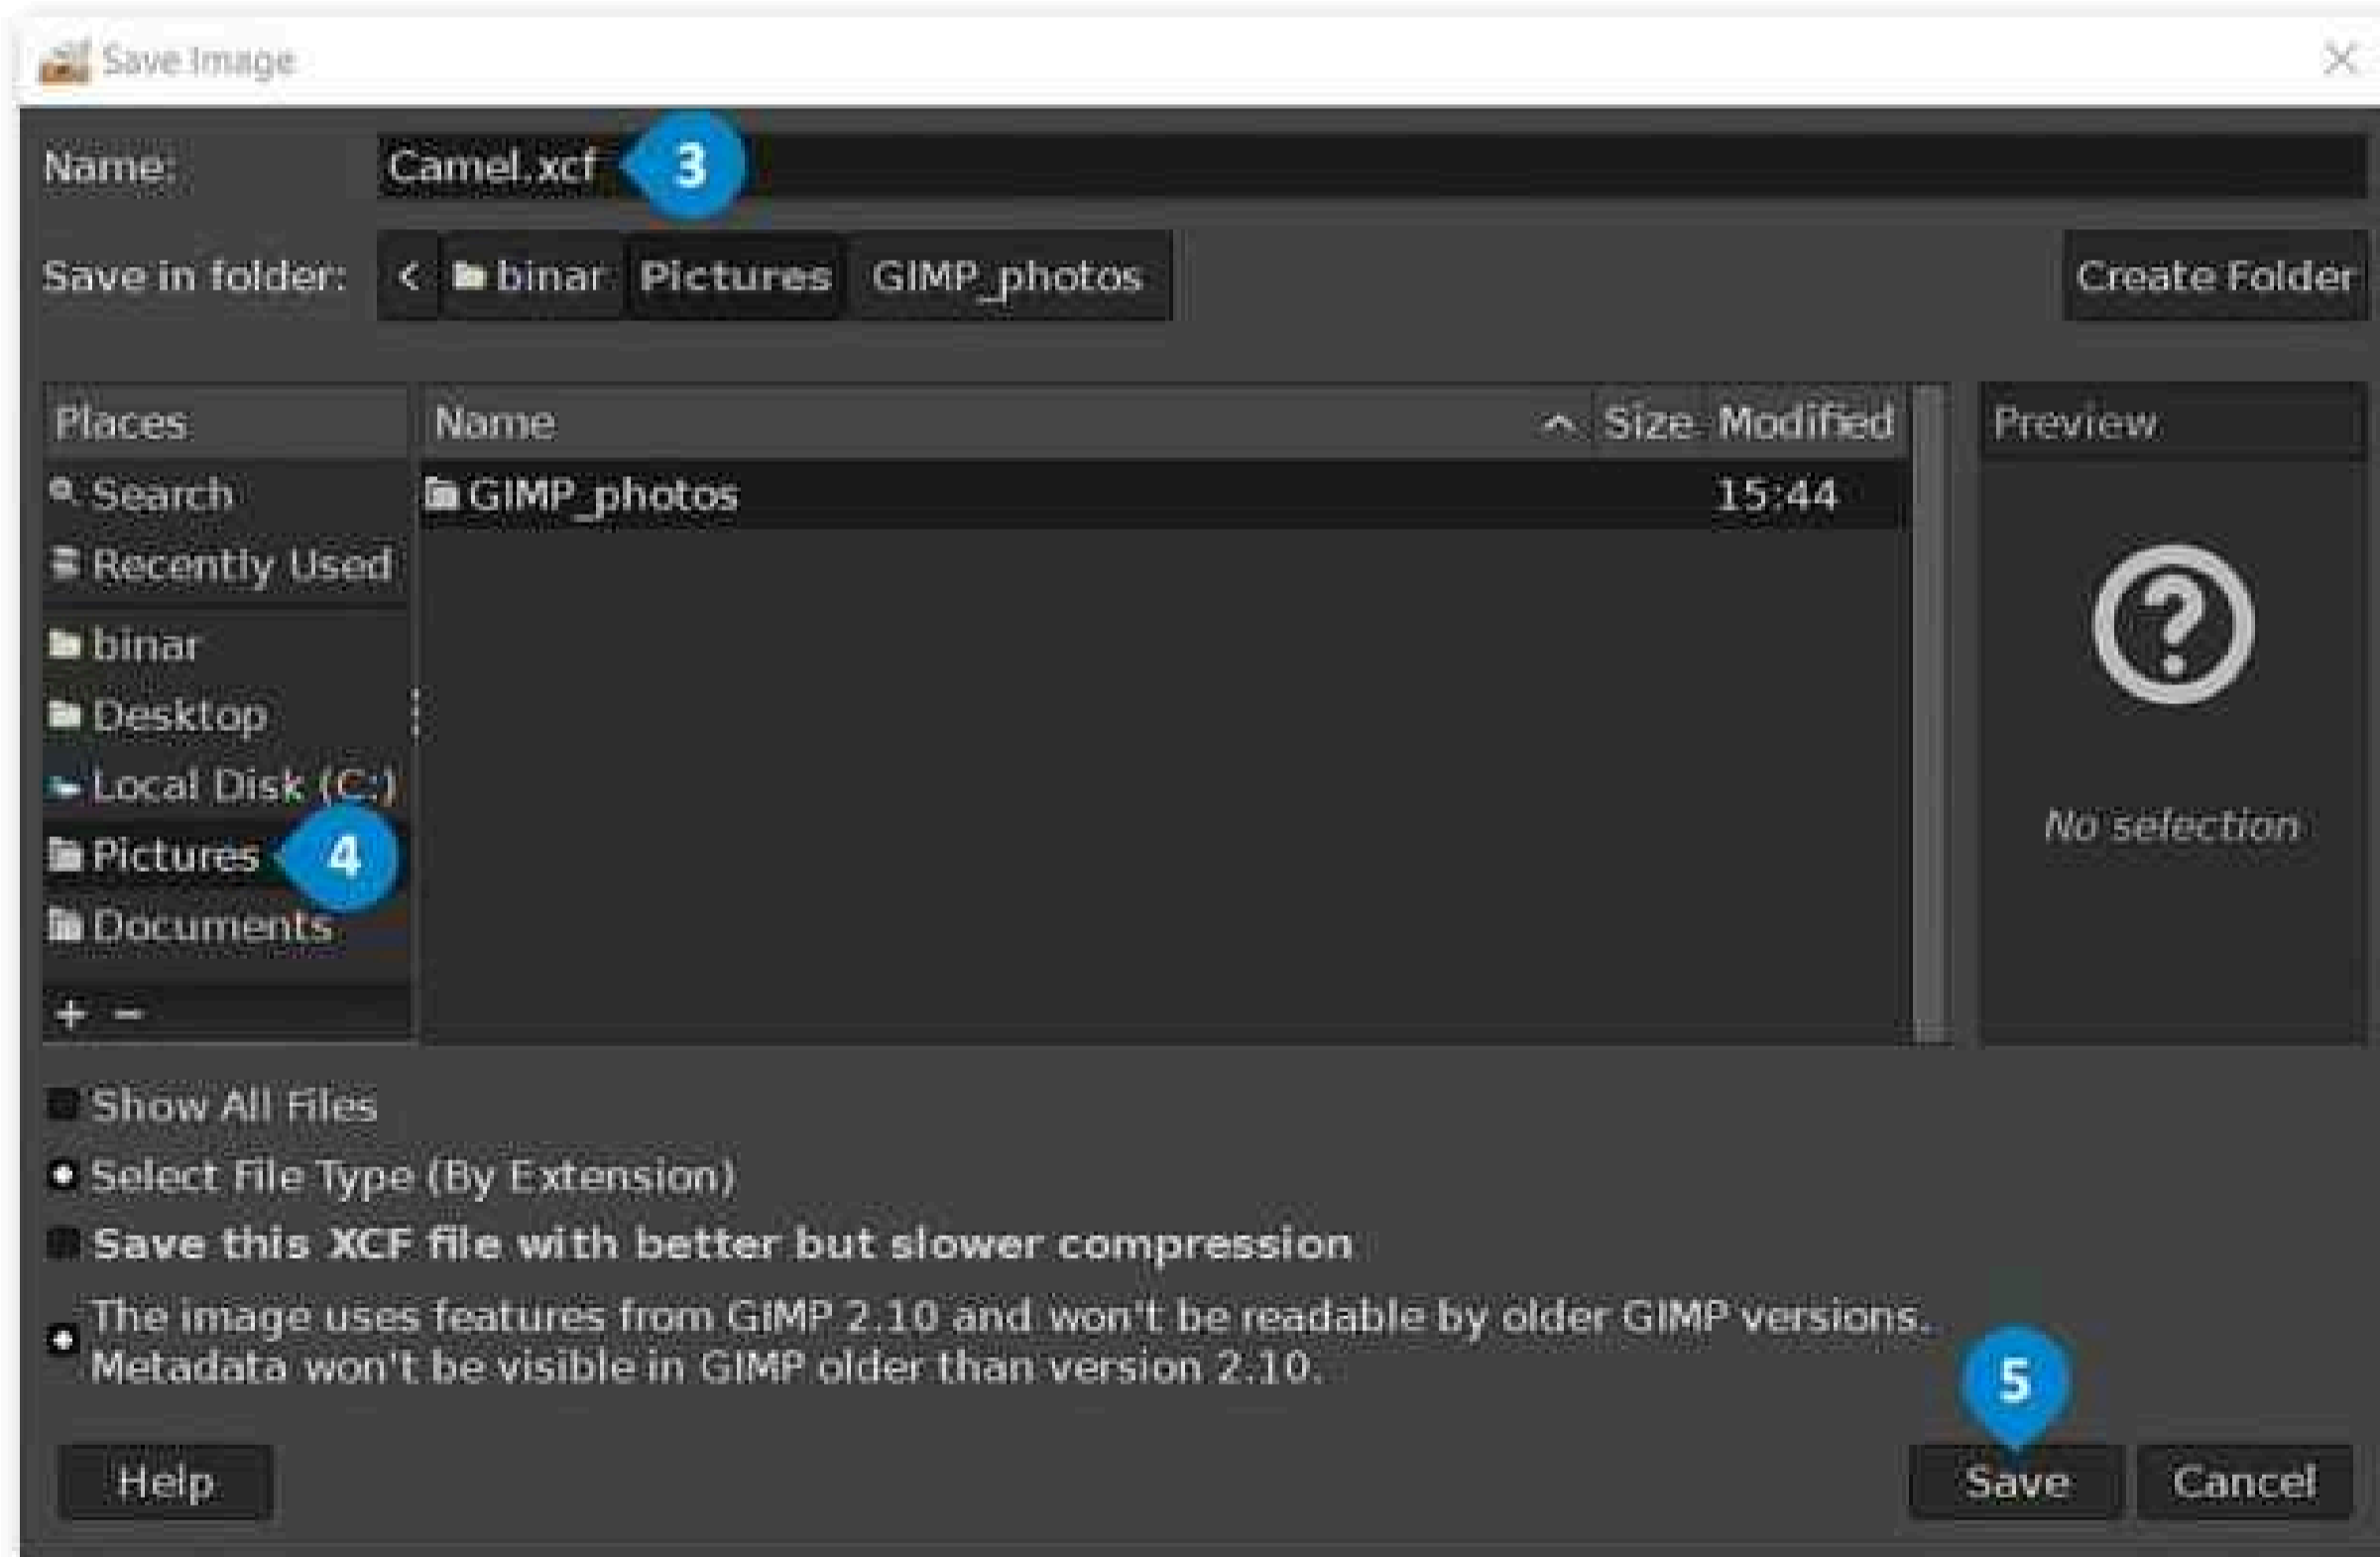 Save Image
Name: Camel.xcf 3
Save in folder: < binar Pictures GIMP_photos Create Folder
Places Name Size Modified Preview
Search GIMP_photos 15:44
Recently Used
binar
Desktop
Local Disk (C:)
Pictures 4 No selection
Documents
+ −
Show All Files
Select File Type (By Extension)
Save this XCF file with better but slower compression
The image uses features from GIMP 2.10 and won't be readable by older GIMP versions.
Metadata won't be visible in GIMP older than version 2.10.
5
Help Save Cancel